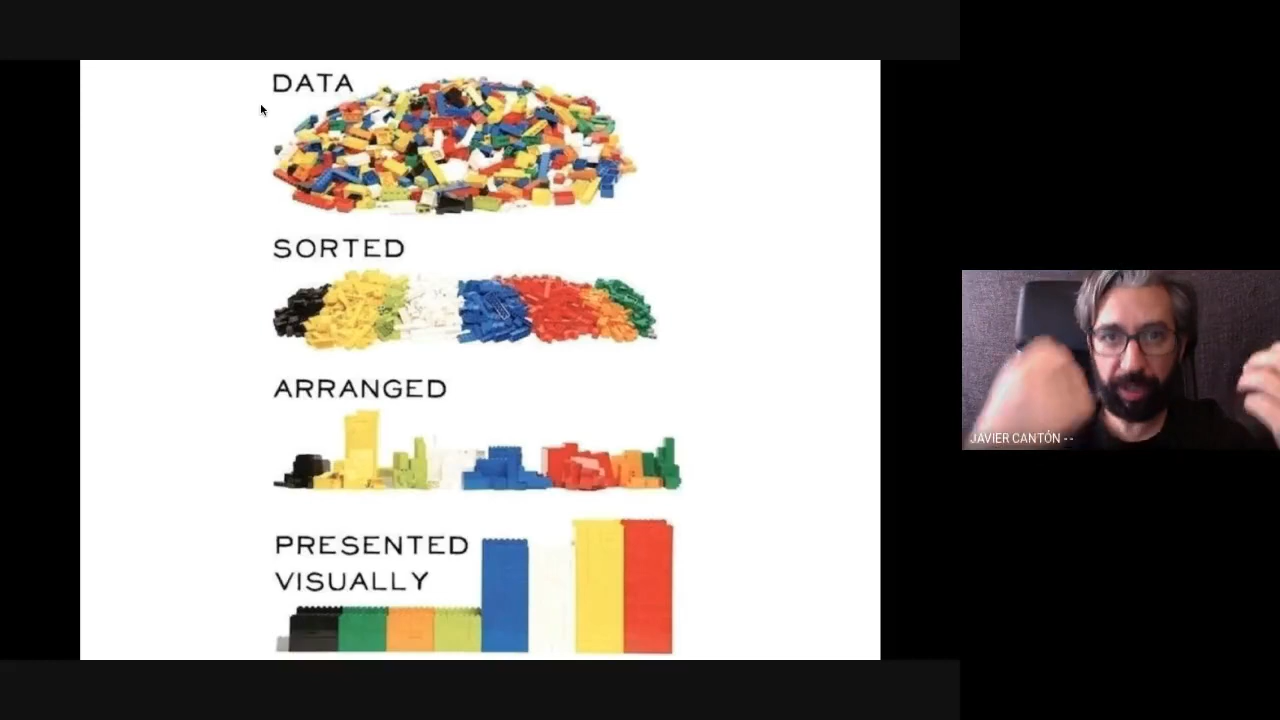 DATA
SORTED
ARRANGED
PRESENTED
VISUALLY
JAVIER CANTÓN - -